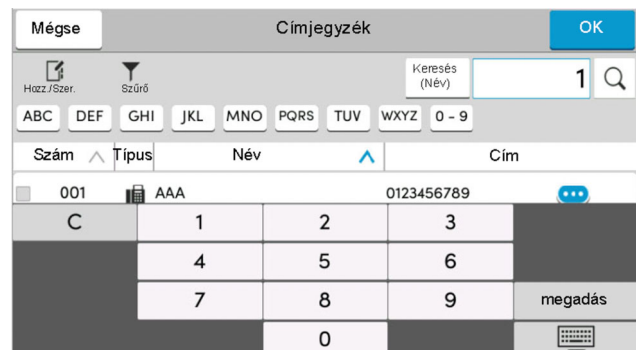 Mégse Címjegyzék OK
Hozz./Szer. Szűrő Keresés (Név) 1
ABC DEF GHI JKL MNO PQRS TUV WXYZ 0 - 9
Szám Típus Név Cím
001 AAA 0123456789
C 1 2 3
4 5 6
7 8 9 megadás
0